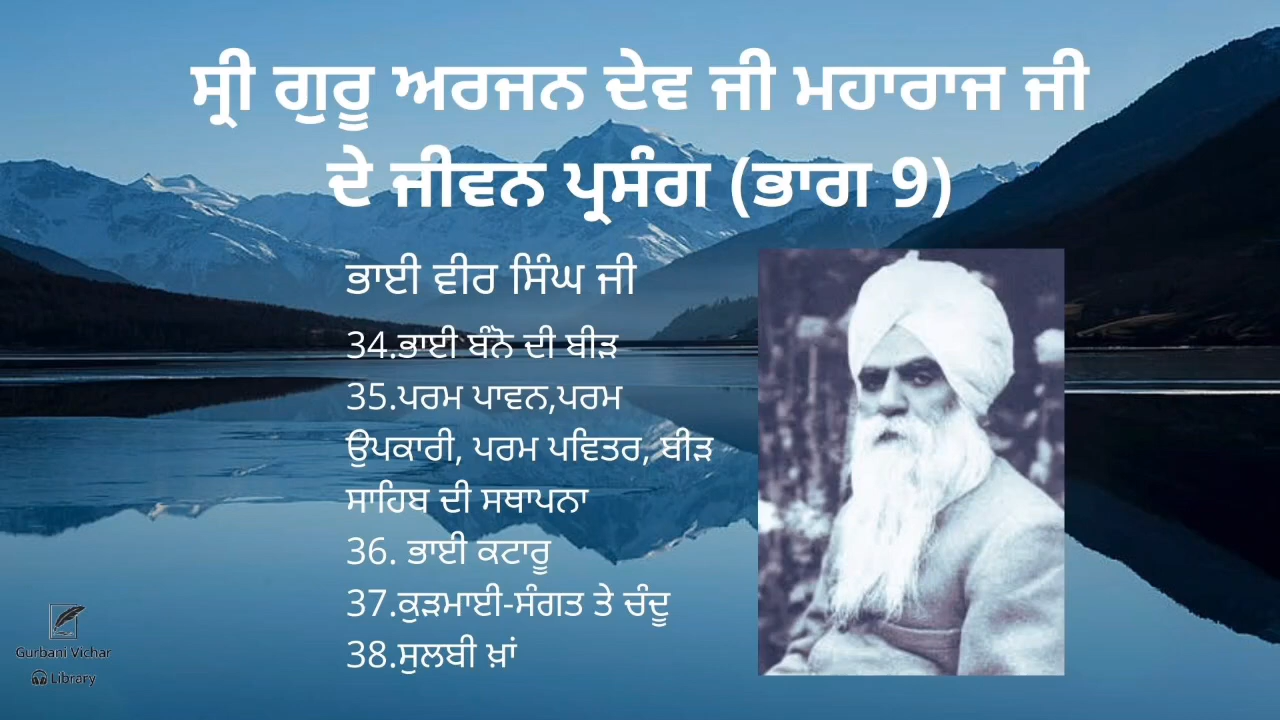 ਸ੍ਰੀ ਗੁਰੂ ਅਰਜਨ ਦੇਵ ਜੀ ਮਹਾਰਾਜ ਜੀ
ਦੇ ਜੀਵਨ ਪ੍ਰਸੰਗ (ਭਾਗ 9)
ਭਾਈ ਵੀਰ ਸਿੰਘ ਜੀ
34.ਭਾਈ ਬੰਨੋ ਦੀ ਬੀੜ
35.ਪਰਮ ਪਾਵਨ,ਪਰਮ
ਉਪਕਾਰੀ, ਪਰਮ ਪਵਿਤਰ, ਬੀੜ
ਸਾਹਿਬ ਦੀ ਸਥਾਪਨਾ
36. ਭਾਈ ਕਟਾਰੂ
37.ਕੁੜਮਾਈ-ਸੰਗਤ ਤੇ ਚੰਦੂ
38.ਸੁਲਬੀ ਖ਼ਾਂ
Gurbani Vichar
Library